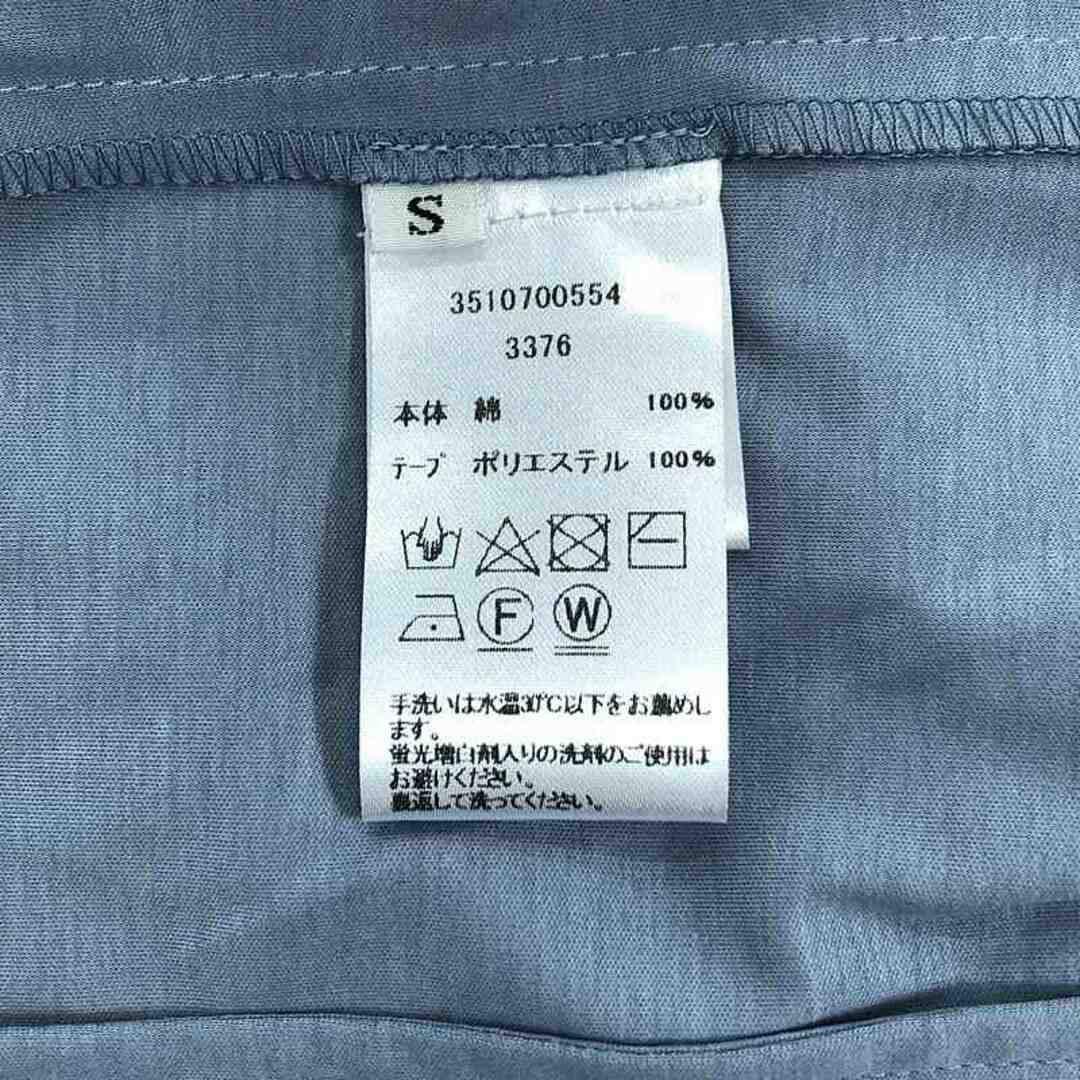 S
3510700554
3376
本体 綿 100%
テープ ポリエステル 100%
F W
手洗いは水温30℃以下をお薦めし
ます。
蛍光増白剤入りの洗剤のご使用は
お避けください。
裏返して洗ってください。